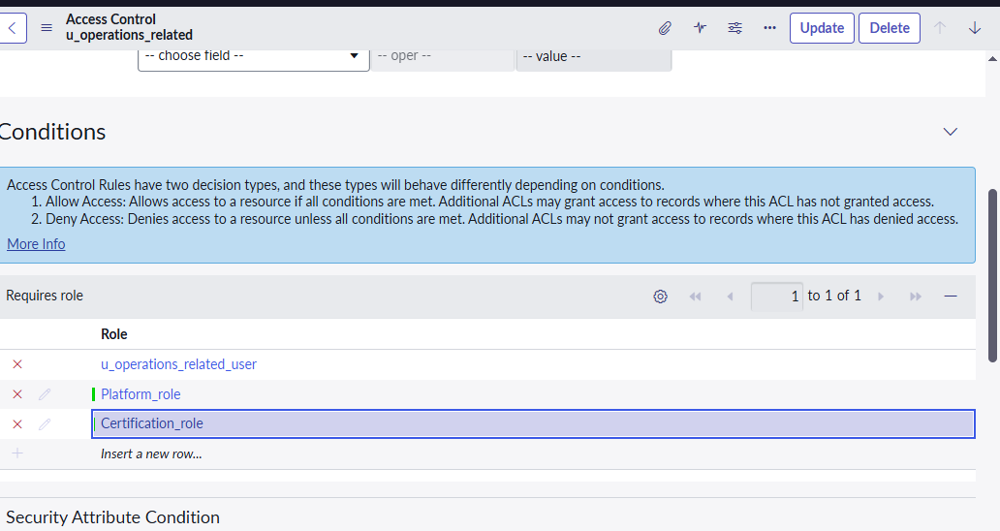 Access Control
u_operations_related
Update
Delete
-- choose field --
-- oper --
-- value --
Conditions
Access Control Rules have two decision types, and these types will behave differently depending on conditions.
1. Allow Access: Allows access to a resource if all conditions are met. Additional ACLs may grant access to records where this ACL has not granted access.
2. Deny Access: Denies access to a resource unless all conditions are met. Additional ACLs may not grant access to records where this ACL has denied access.
More Info
Requires role
1 to 1 of 1
Role
u_operations_related_user
Platform_role
Certification_role
Insert a new row...
Security Attribute Condition